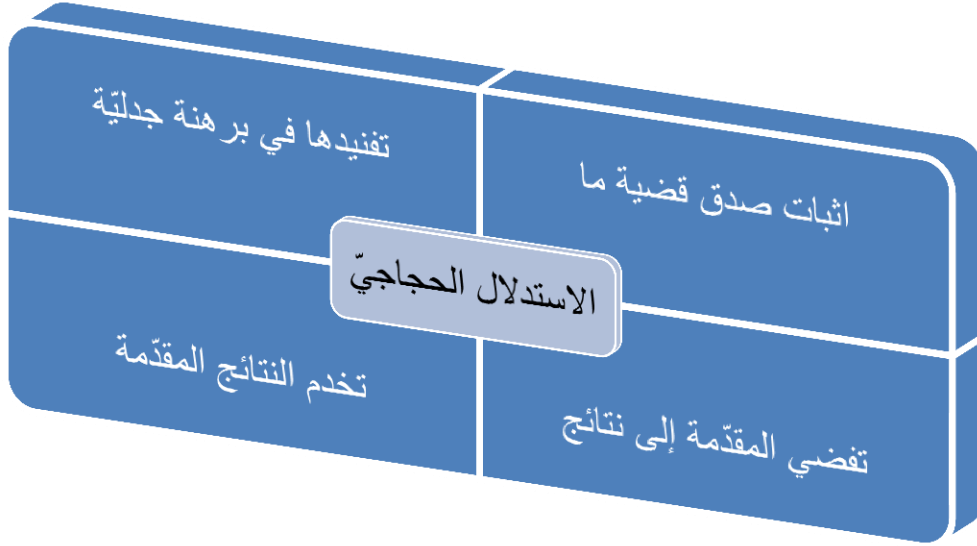 اثبات صدق قضية ما
تفنيدها في برهنة جدليّة
الاستدلال الحجاجيّ
تفضي المقدّمة إلى نتائج
تخدم النتائج المقدّمة